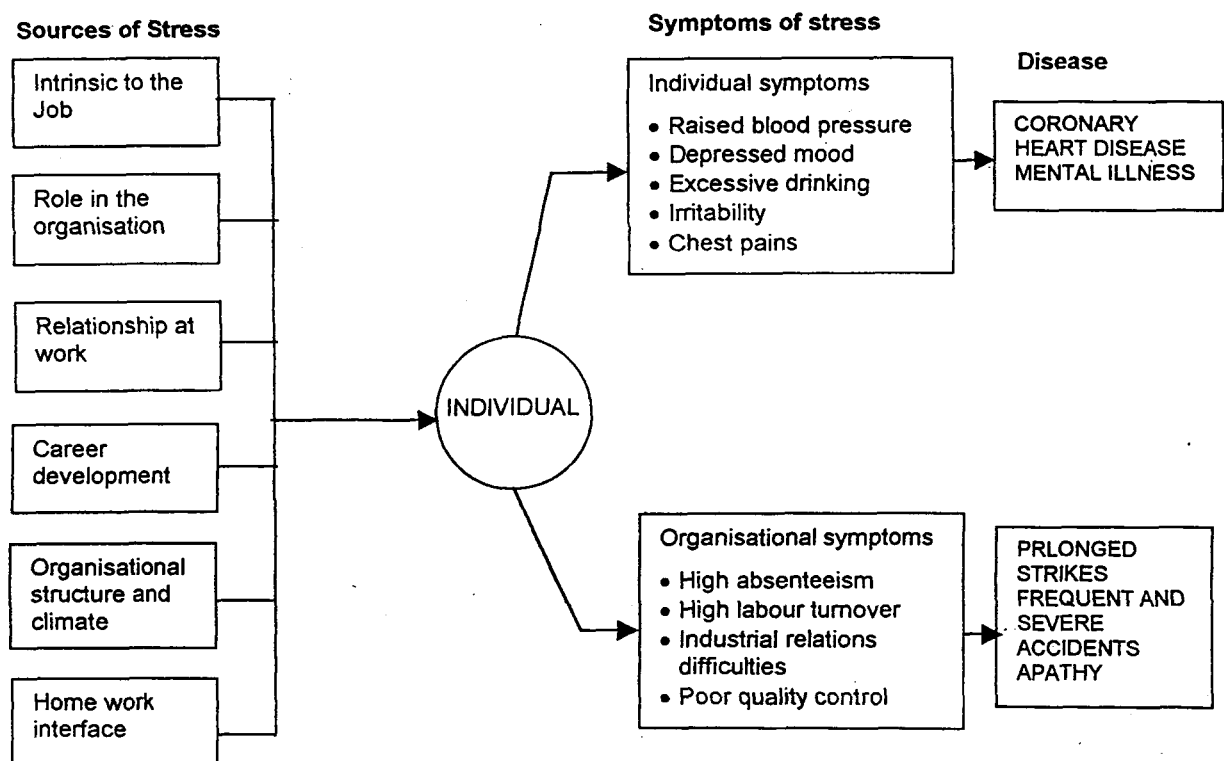 Sources of Stress
Intrinsic to the
Job
Role in the
organisation
Relationship at
work
Career
development
Organisational
structure and
climate
Home work
interface
INDIVIDUAL
Symptoms of stress
Individual symptoms
• Raised blood pressure
• Depressed mood
• Excessive drinking
• Irritability
• Chest pains
Disease
CORONARY
HEART DISEASE
MENTAL ILLNESS
Organisational symptoms
• High absenteeism
• High labour turnover
• Industrial relations
difficulties
• Poor quality control
PRLONGED
STRIKES
FREQUENT AND
SEVERE
ACCIDENTS
APATHY